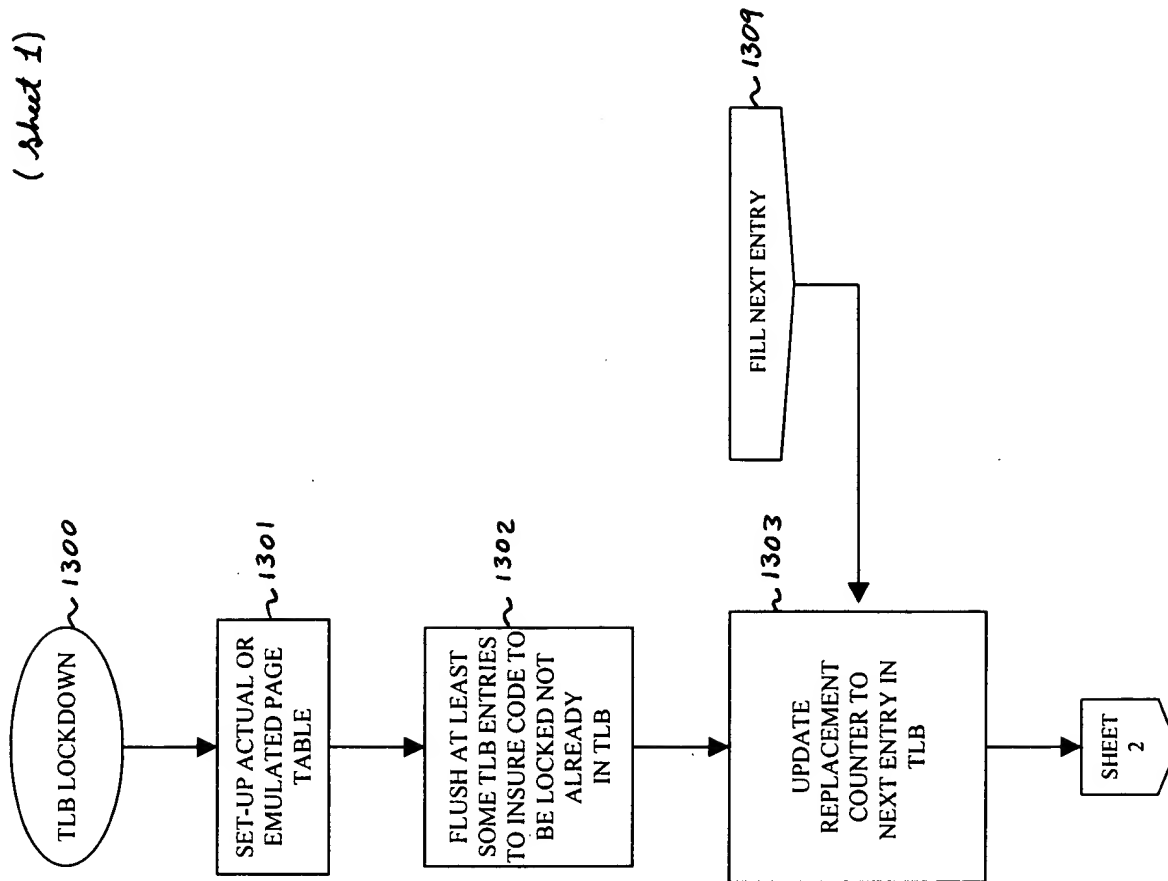 (sheet 1)
TLB LOCKDOWN
1300
SET-UP ACTUAL OR
EMULATED PAGE
TABLE
1301
FLUSH AT LEAST
SOME TLB ENTRIES
TO INSURE CODE TO
BE LOCKED NOT
ALREADY
IN TLB
1302
UPDATE
REPLACEMENT
COUNTER TO
NEXT ENTRY IN
TLB
1303
FILL NEXT ENTRY
1309
SHEET
2